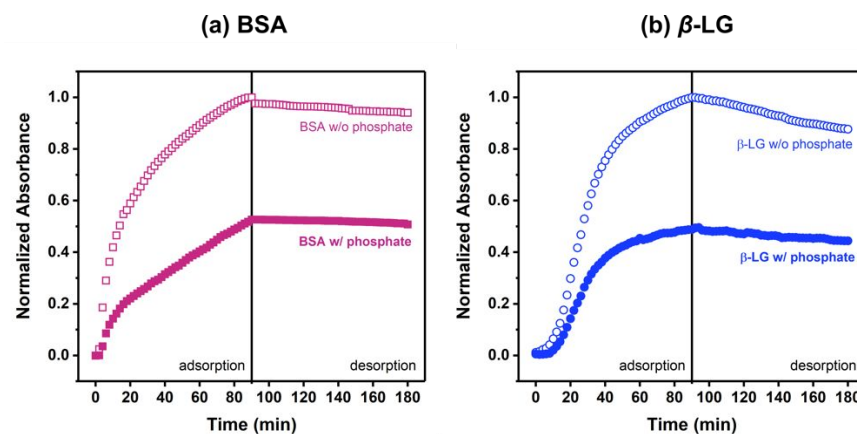 (a) BSA
(b) β-LG
Normalized Absorbance
1.0
0.8
0.6
0.4
0.2
0.0
BSA w/o phosphate
BSA w/ phosphate
adsorption
desorption
0 20 40 60 80 100 120 140 160 180
Time (min)
Normalized Absorbance
1.0
0.8
0.6
0.4
0.2
0.0
β-LG w/o phosphate
β-LG w/ phosphate
adsorption
desorption
0 20 40 60 80 100 120 140 160 180
Time (min)